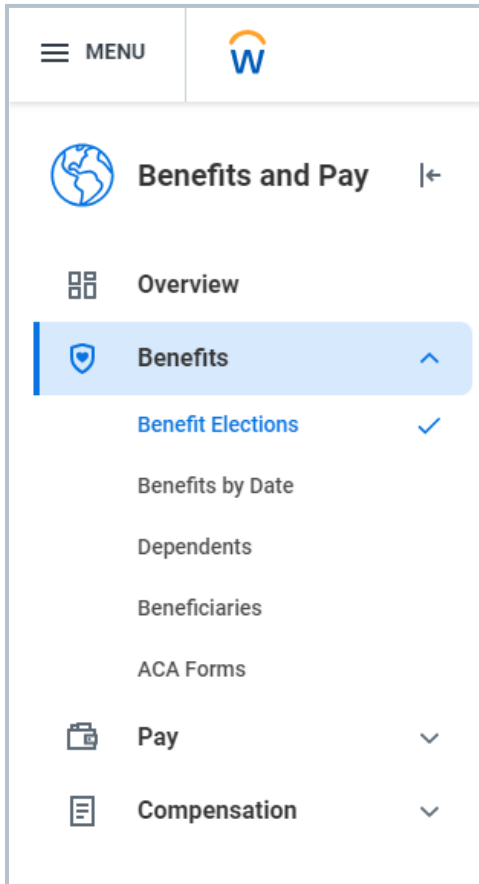 MENU
W
Benefits and Pay
Overview
Benefits
Benefit Elections
Benefits by Date
Dependents
Beneficiaries
ACA Forms
Pay
Compensation